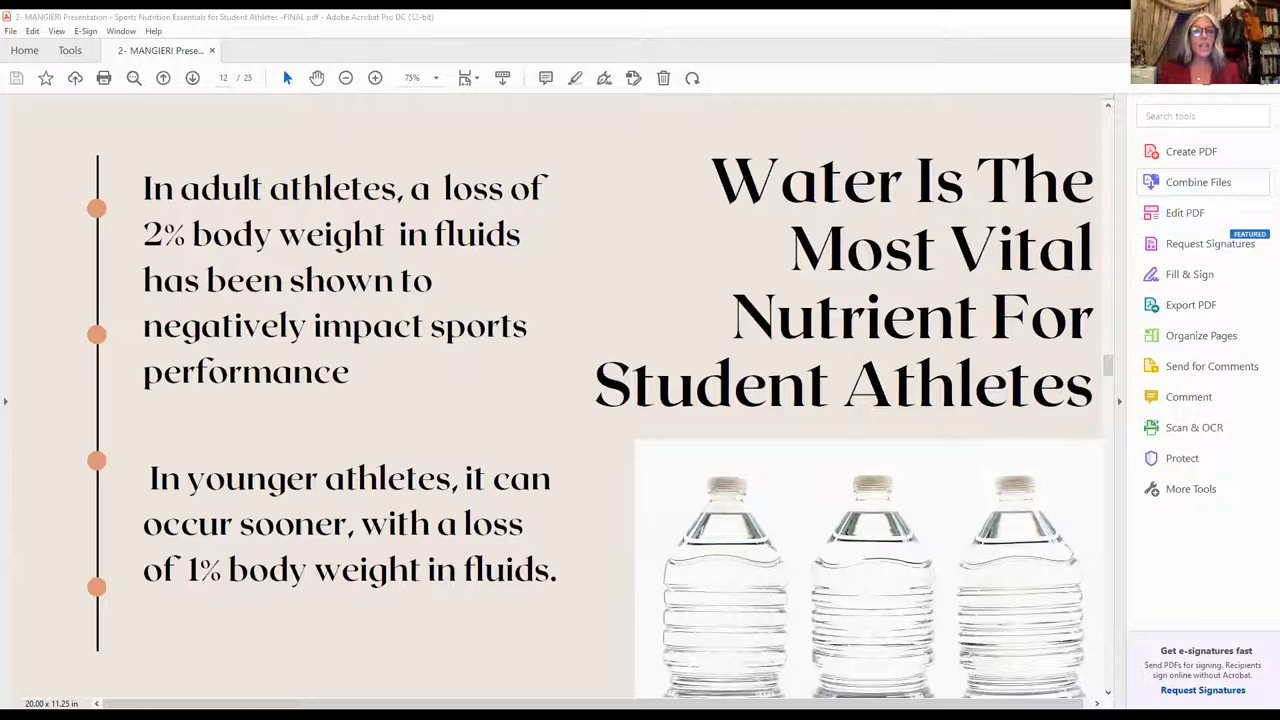 2- MANGIERI Presentation - Sports Nutrition Essentials for Student Athletes -FINAL.pdf - Adobe Acrobat Pro DC (32-bit)
File Edit View E-Sign Window Help
Home Tools 2- MANGIERI Prese... ×
12 / 25 75%
In adult athletes, a loss of
2% body weight in fluids
has been shown to
negatively impact sports
performance
In younger athletes, it can
occur sooner, with a loss
of 1% body weight in fluids.
Water Is The
Most Vital
Nutrient For
Student Athletes
Search tools
Create PDF
Combine Files
Edit PDF
FEATURED
Request Signatures
Fill & Sign
Export PDF
Organize Pages
Send for Comments
Comment
Scan & OCR
Protect
More Tools
Get e-signatures fast
Send PDFs for signing. Recipients
sign online without Acrobat.
Request Signatures
20.00 x 11.25 in